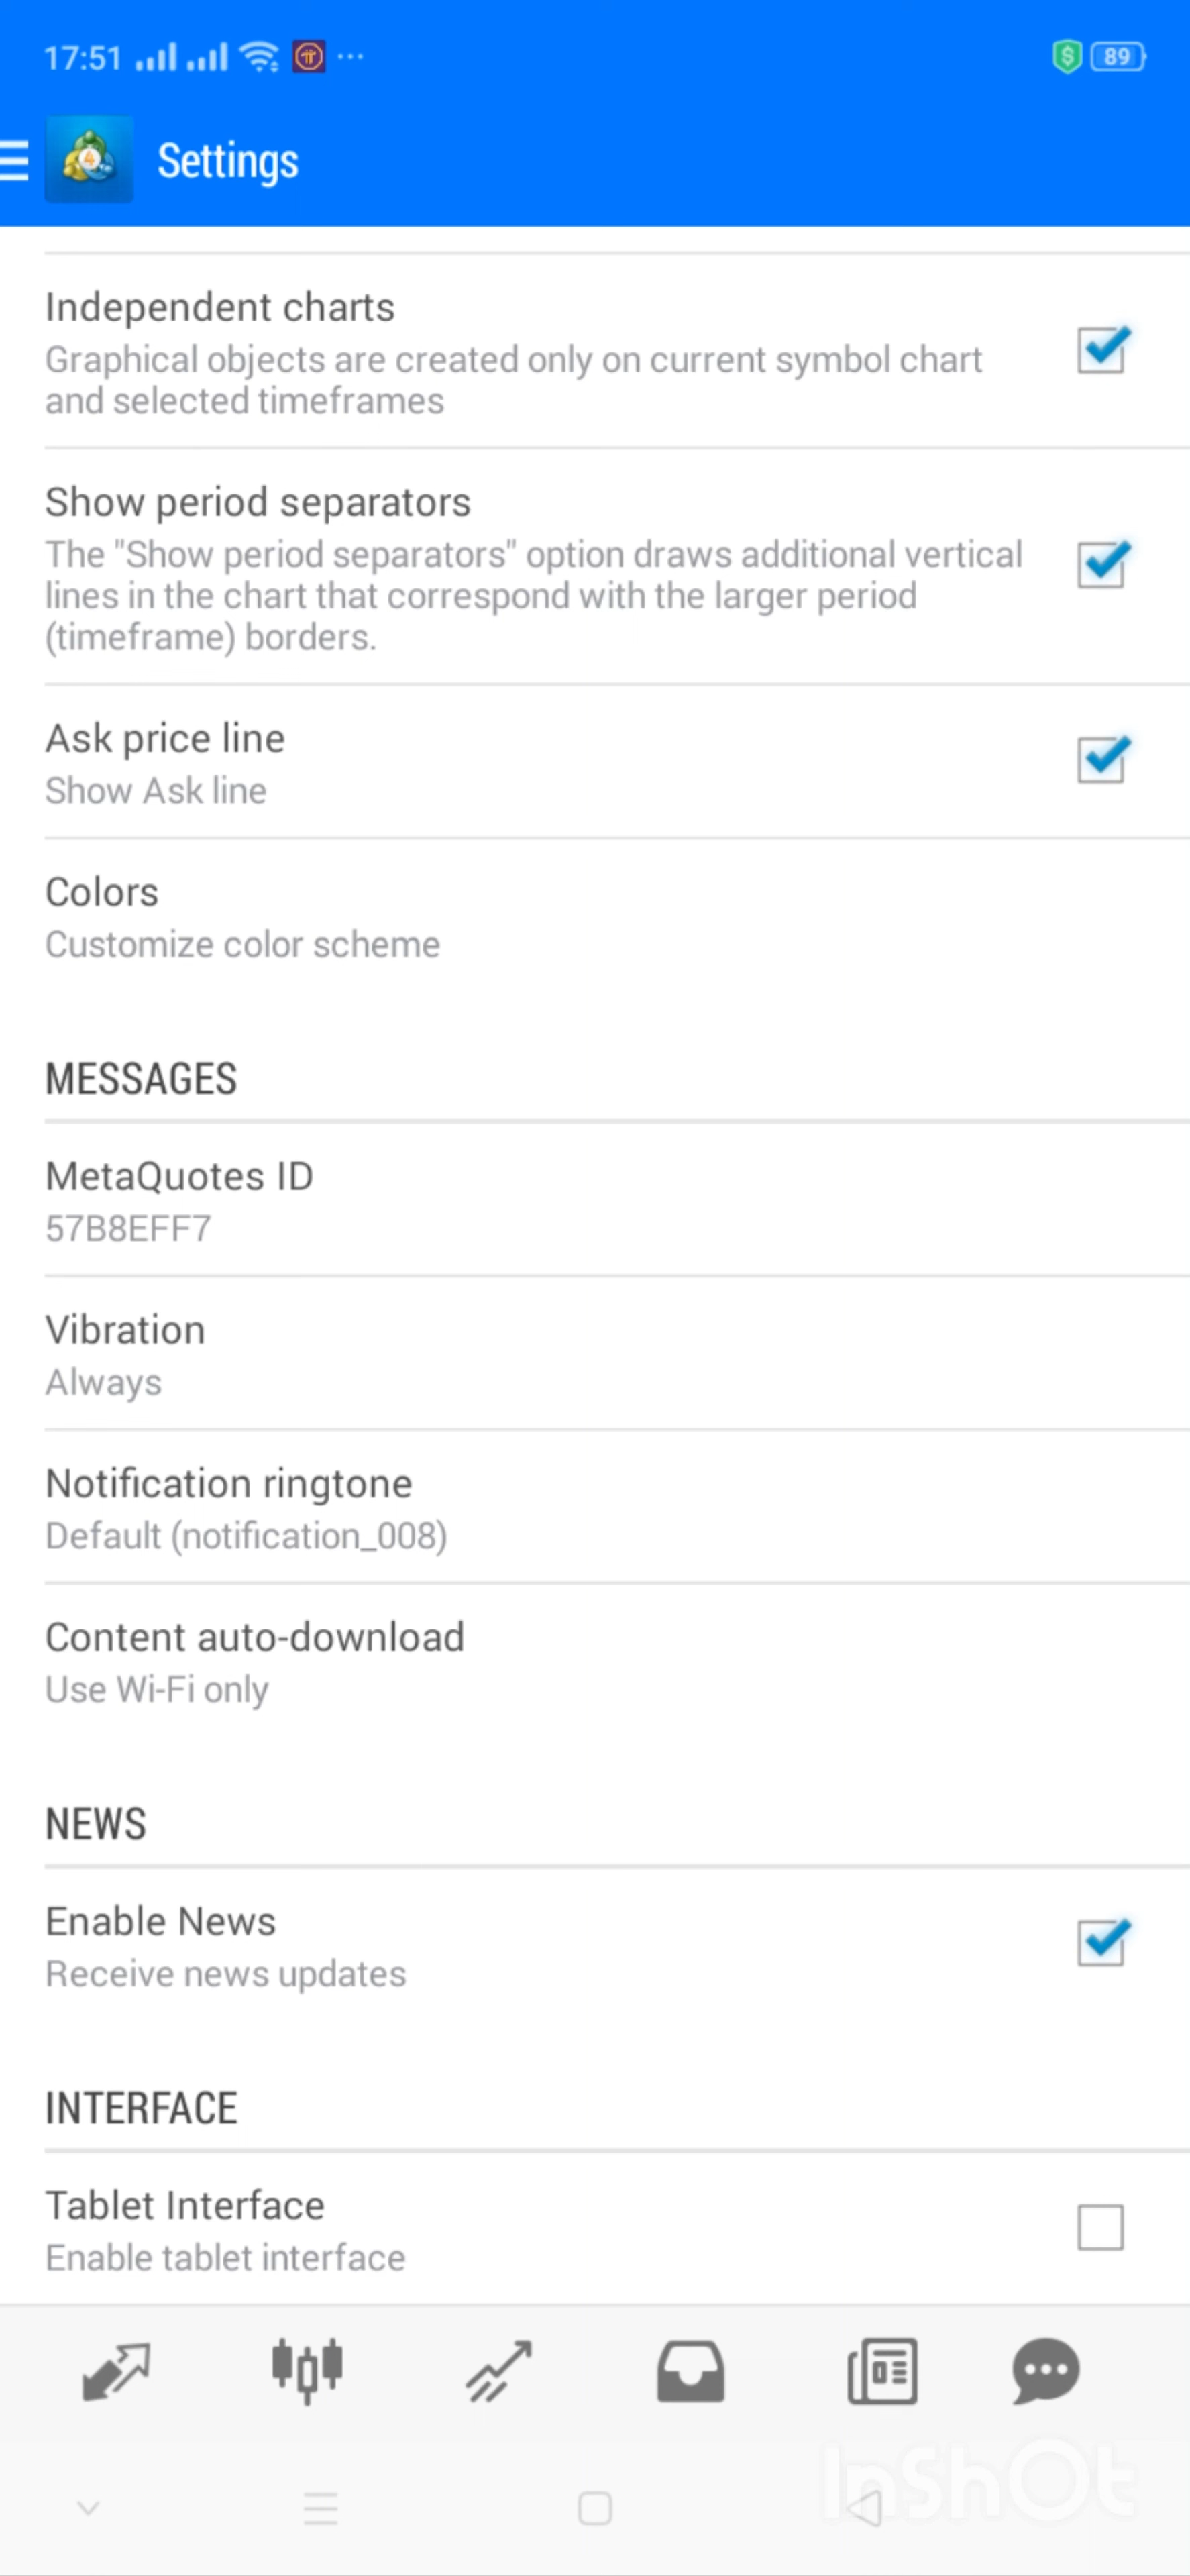 17:51
89
4
Settings
Independent charts
Graphical objects are created only on current symbol chart
and selected timeframes
Show period separators
The "Show period separators" option draws additional vertical
lines in the chart that correspond with the larger period
(timeframe) borders.
Ask price line
Show Ask line
Colors
Customize color scheme
MESSAGES
MetaQuotes ID
57B8EFF7
Vibration
Always
Notification ringtone
Default (notification_008)
Content auto-download
Use Wi-Fi only
NEWS
Enable News
Receive news updates
INTERFACE
Tablet Interface
Enable tablet interface
InShOt